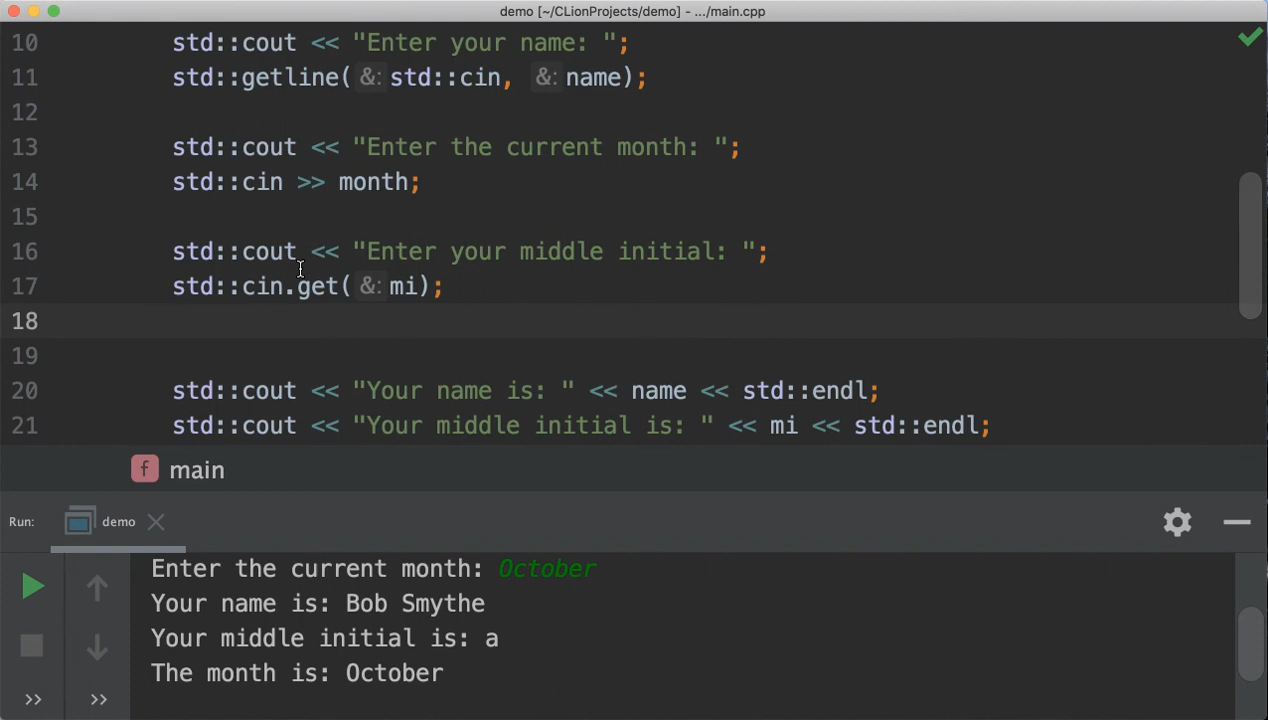 demo [~/CLionProjects/demo] - .../main.cpp
10 std::cout << "Enter your name: ";
11 std::getline( &: std::cin, &: name);
12
13 std::cout << "Enter the current month: ";
14 std::cin >> month;
15
16 std::cout << "Enter your middle initial: ";
17 std::cin.get( &: mi);
18
19
20 std::cout << "Your name is: " << name << std::endl;
21 std::cout << "Your middle initial is: " << mi << std::endl;
f main
Run: demo
Enter the current month: October
Your name is: Bob Smythe
Your middle initial is: a
The month is: October